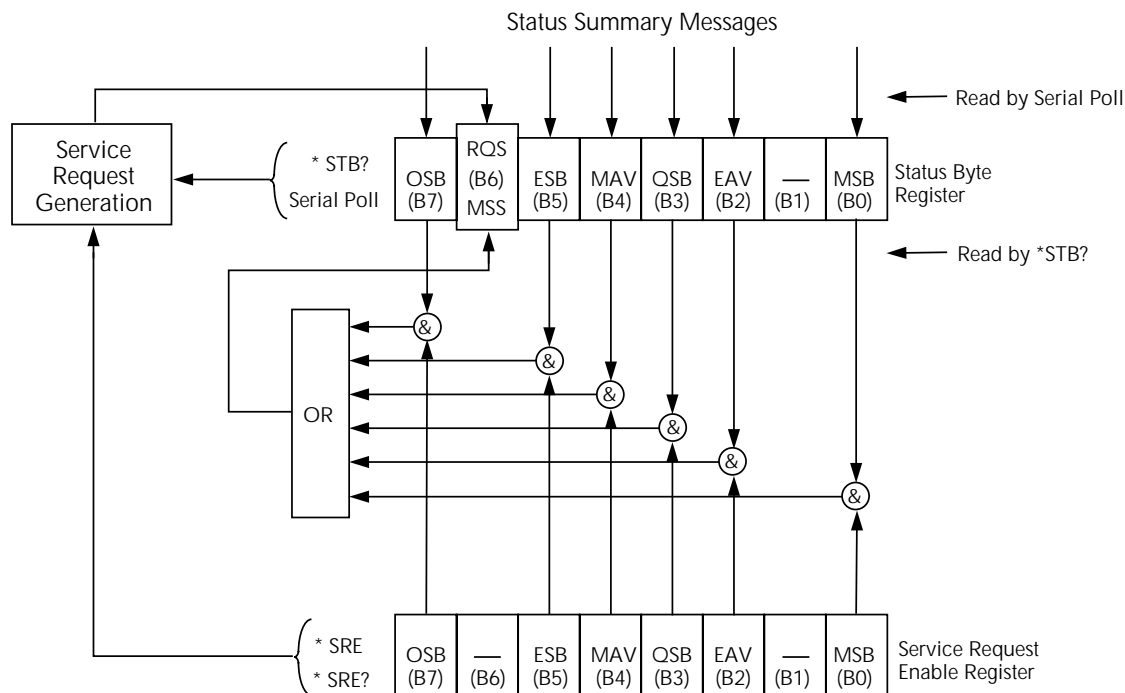 Status Summary Messages
Read by Serial Poll
Service
Request
Generation
* STB?
Serial Poll
OSB
(B7)
RQS
(B6)
MSS
ESB
(B5)
MAV
(B4)
QSB
(B3)
EAV
(B2)
—
(B1)
MSB
(B0)
Status Byte
Register
Read by *STB?
&
&
&
OR
&
&
&
* SRE
* SRE?
OSB
(B7)
—
(B6)
ESB
(B5)
MAV
(B4)
QSB
(B3)
EAV
(B2)
—
(B1)
MSB
(B0)
Service Request
Enable Register